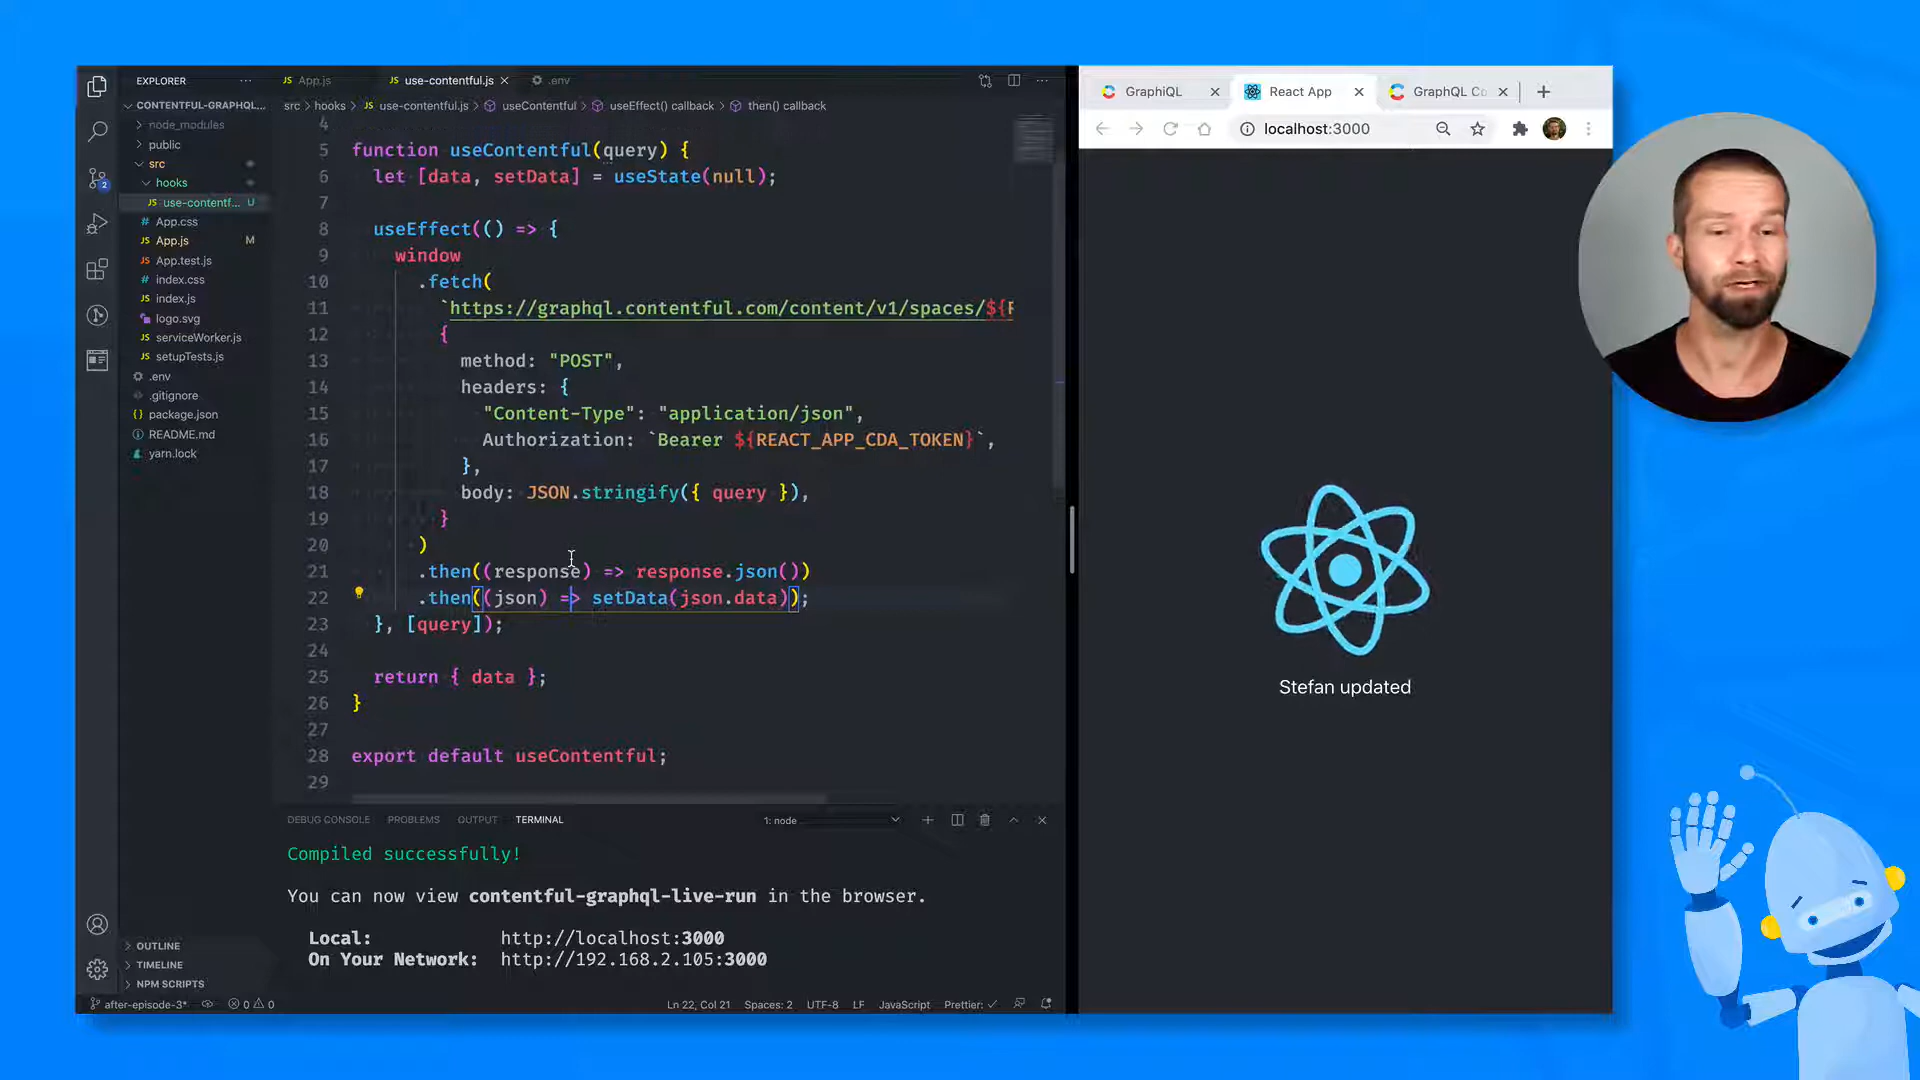 EXPLORER
CONTENTFUL-GRAPHQL...
node_modules
public
src
hooks
JS use-contentf... U
# App.css
JS App.js M
JS App.test.js
# index.css
JS index.js
logo.svg
JS serviceWorker.js
JS setupTests.js
.env
.gitignore
{} package.json
README.md
yarn.lock
OUTLINE
TIMELINE
NPM SCRIPTS
2
JS App.js
JS use-contentful.js
.env
src > hooks > JS use-contentful.js > useContentful > useEffect() callback > then() callback
4
5 function useContentful(query) {
6 let [data, setData] = useState(null);
7
8 useEffect(() => {
9 window
10 .fetch(
11 `https://graphql.contentful.com/content/v1/spaces/${
12 {
13 method: "POST",
14 headers: {
15 "Content-Type": "application/json",
16 Authorization: `Bearer ${REACT_APP_CDA_TOKEN}`,
17 },
18 body: JSON.stringify({ query }),
19 }
20 )
21 .then((response) => response.json())
22 .then((json) => setData(json.data));
23 }, [query]);
24
25 return { data };
26 }
27
28 export default useContentful;
29
DEBUG CONSOLE
PROBLEMS
OUTPUT
TERMINAL
1: node
Compiled successfully!
You can now view contentful-graphql-live-run in the browser.
Local: http://localhost:3000
On Your Network: http://192.168.2.105:3000
after-episode-3*
0 0
Ln 22, Col 21
Spaces: 2
UTF-8
LF
JavaScript
Prettier: ✓
GraphiQL
React App
GraphQL Co
localhost:3000
Stefan updated